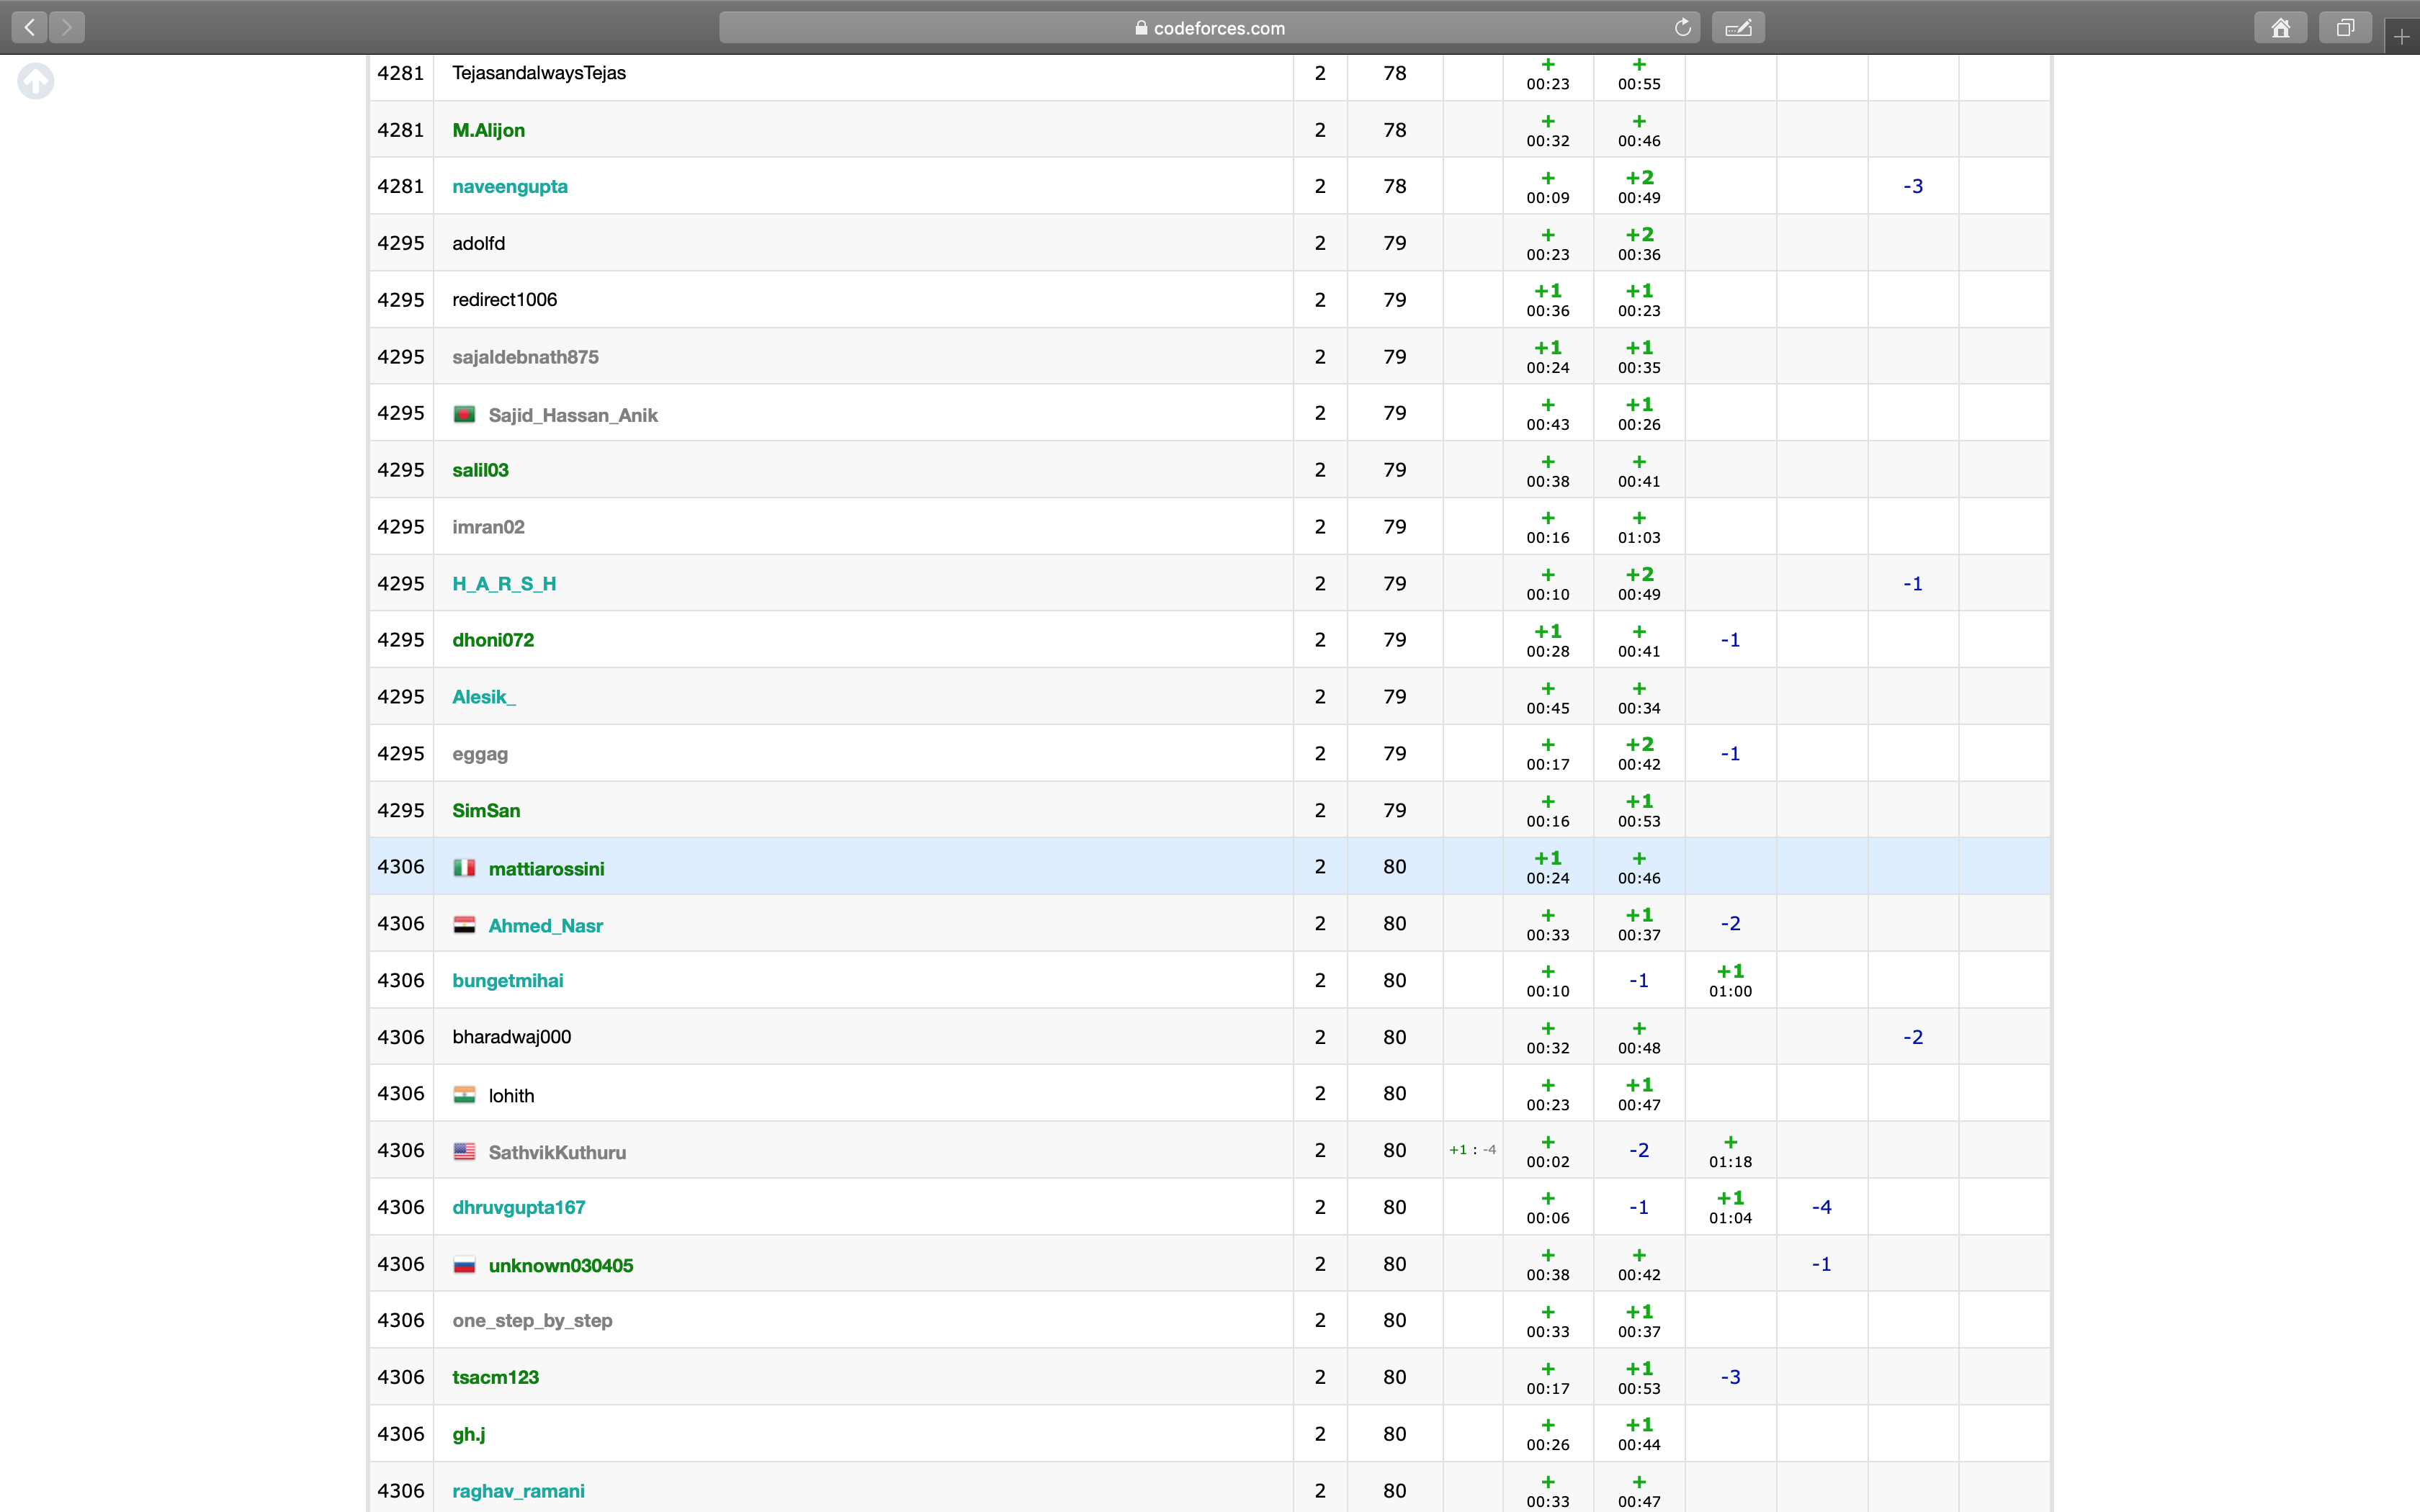 codeforces.com
4281 TejasandalwaysTejas 2 78 + 00:23 + 00:55
4281 M.Alijon 2 78 + 00:32 + 00:46
4281 naveengupta 2 78 + 00:09 +2 00:49 -3
4295 adolfd 2 79 + 00:23 +2 00:36
4295 redirect1006 2 79 +1 00:36 +1 00:23
4295 sajaldebnath875 2 79 +1 00:24 +1 00:35
4295 Sajid_Hassan_Anik 2 79 + 00:43 +1 00:26
4295 salil03 2 79 + 00:38 + 00:41
4295 imran02 2 79 + 00:16 + 01:03
4295 H_A_R_S_H 2 79 + 00:10 +2 00:49 -1
4295 dhoni072 2 79 +1 00:28 + 00:41 -1
4295 Alesik_ 2 79 + 00:45 + 00:34
4295 eggag 2 79 + 00:17 +2 00:42 -1
4295 SimSan 2 79 + 00:16 +1 00:53
4306 mattiarossini 2 80 +1 00:24 + 00:46
4306 Ahmed_Nasr 2 80 + 00:33 +1 00:37 -2
4306 bungetmihai 2 80 + 00:10 -1 +1 01:00
4306 bharadwaj000 2 80 + 00:32 + 00:48 -2
4306 lohith 2 80 + 00:23 +1 00:47
4306 SathvikKuthuru 2 80 +1 : -4 + 00:02 -2 + 01:18
4306 dhruvgupta167 2 80 + 00:06 -1 +1 01:04 -4
4306 unknown030405 2 80 + 00:38 + 00:42 -1
4306 one_step_by_step 2 80 + 00:33 +1 00:37
4306 tsacm123 2 80 + 00:17 +1 00:53 -3
4306 gh.j 2 80 + 00:26 +1 00:44
4306 raghav_ramani 2 80 + 00:33 + 00:47